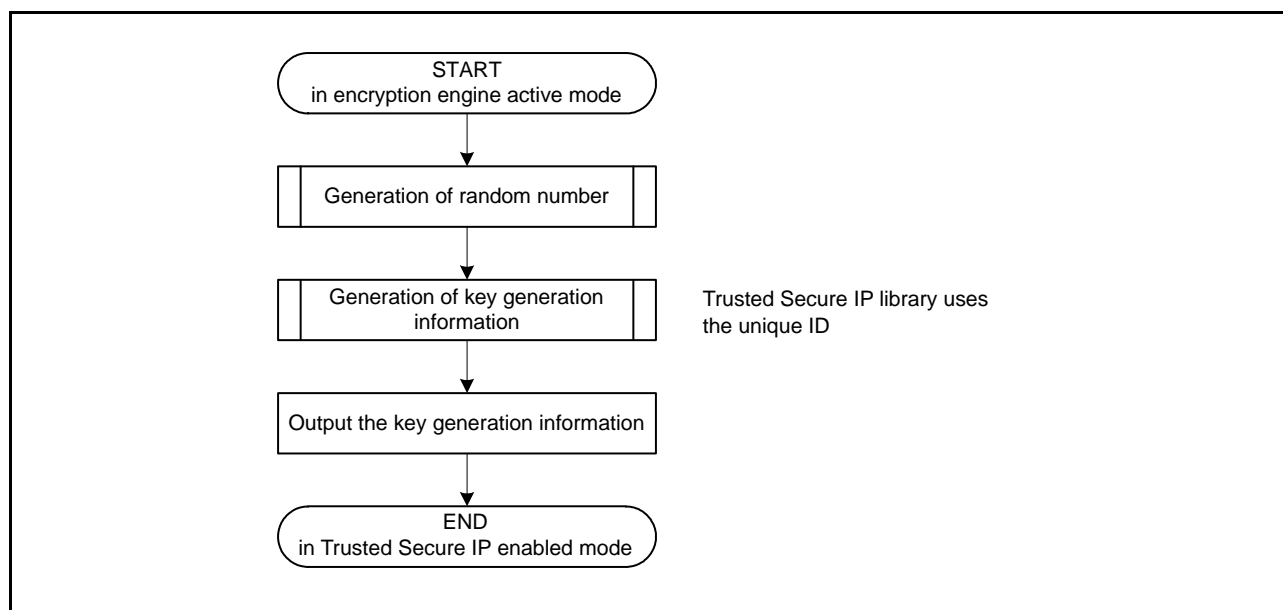 START
in encryption engine active mode
Generation of random number
Generation of key generation
information
Trusted Secure IP library uses
the unique ID
Output the key generation information
END
in Trusted Secure IP enabled mode